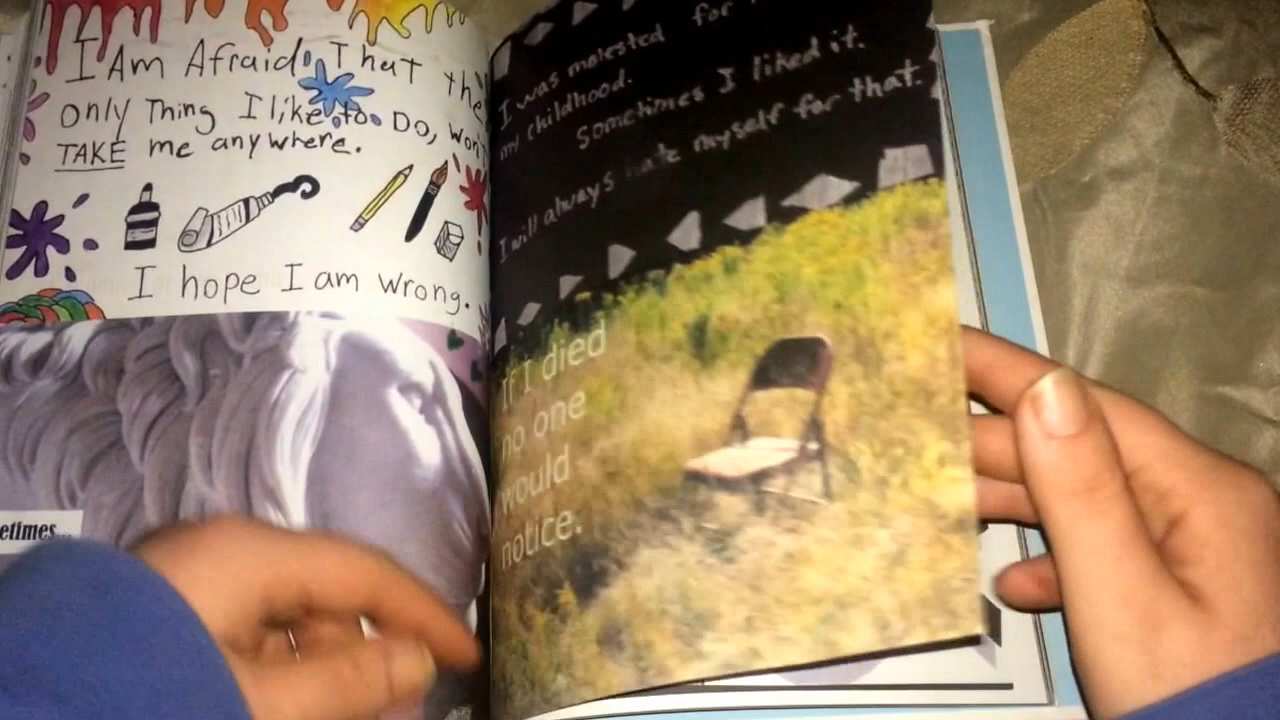 I Am Afraid That the
only Thing I like to DO, won't
TAKE me anywhere.
I hope I am wrong.
etimes...
I was molested for
my childhood.
Sometimes I liked it.
I will always hate myself for that.
If I died
no one
would
notice.